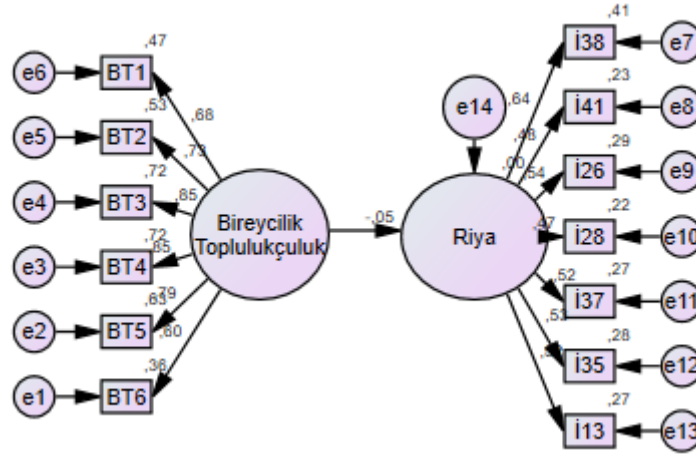 ,47
e6
BT1
,68
,53
e5
BT2
,73
,72
e4
BT3
,85
,72
e3
BT4
,85
,63
,79
e2
BT5
,60
,36
e1
BT6
Bireycilik
Toplulukçuluk
-,05
e14
,00
Riya
,41
İ38
e7
,64
,23
İ41
e8
,48
,29
İ26
e9
,54
,22
İ28
e10
,47
,27
İ37
e11
,52
,28
İ35
e12
,27
İ13
e13